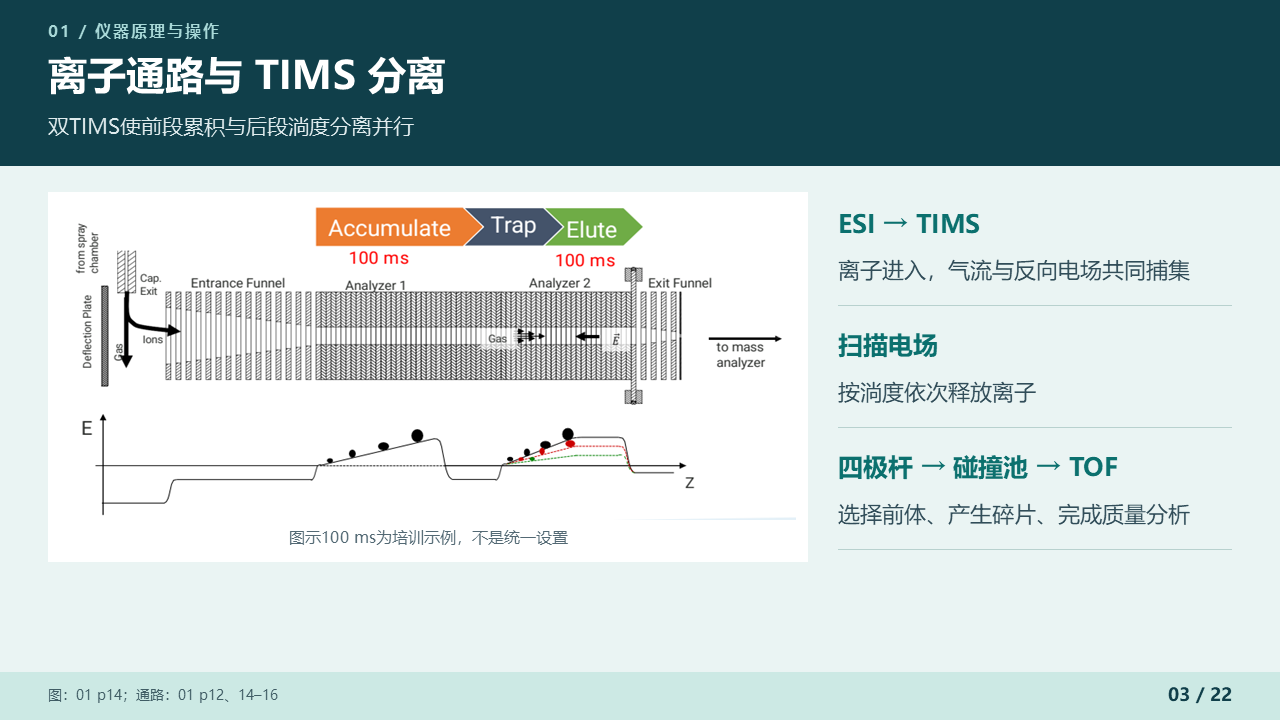 01 / 仪器原理与操作
离子通路与 TIMS 分离
双TIMS使前段累积与后段淌度分离并行
Accumulate
Trap
Elute
100 ms
100 ms
from spray
chamber
Cap.
Exit
Entrance Funnel
Analyzer 1
Analyzer 2
Exit Funnel
Deflection Plate
Gas
Ions
Gas
E
to mass
analyzer
E
Z
图示100 ms为培训示例，不是统一设置
ESI → TIMS
离子进入，气流与反向电场共同捕集
扫描电场
按淌度依次释放离子
四极杆 → 碰撞池 → TOF
选择前体、产生碎片、完成质量分析
图：01 p14；通路：01 p12、14–16
03 / 22